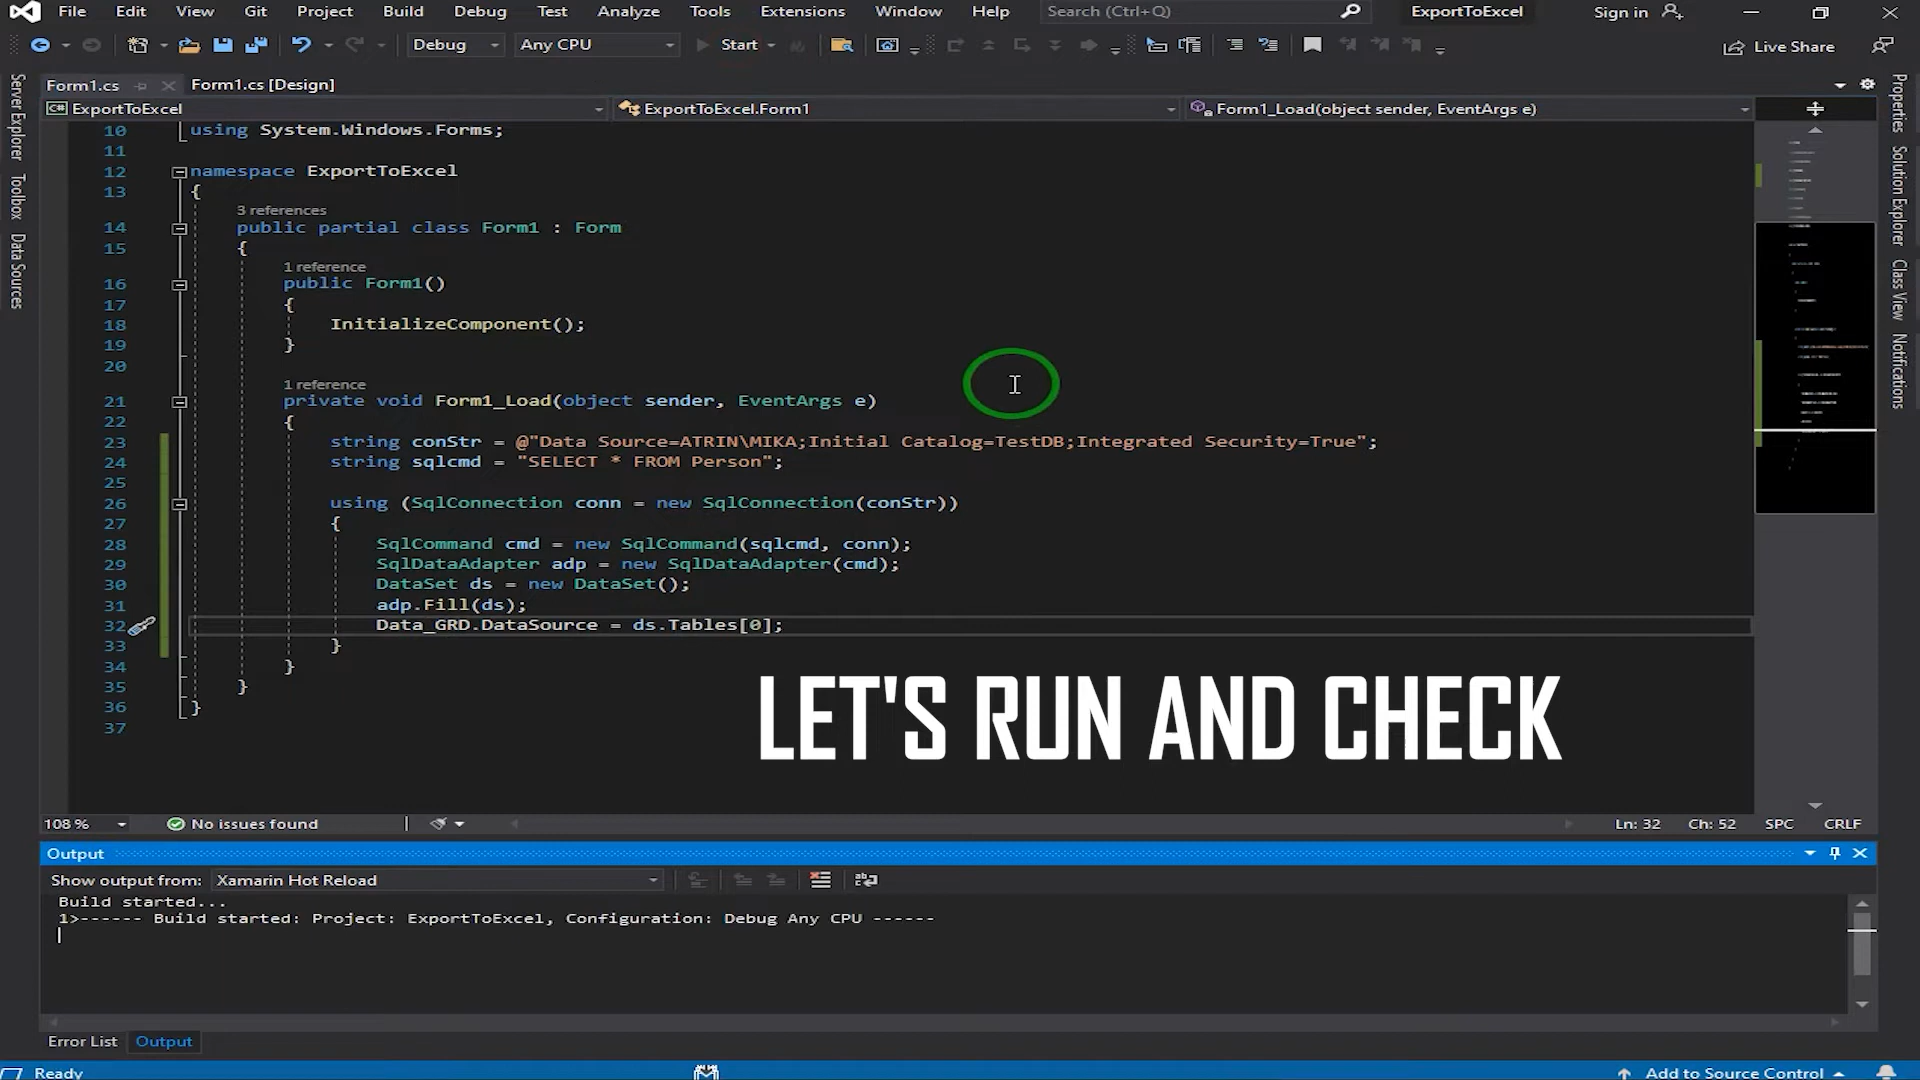 File Edit View Git Project Build Debug Test Analyze Tools Extensions Window Help Search (Ctrl+Q) ExportToExcel Sign in
Debug Any CPU Start Live Share
Form1.cs Form1.cs [Design]
C# ExportToExcel ExportToExcel.Form1 Form1_Load(object sender, EventArgs e)
Server Explorer
Toolbox
Data Sources
10 using System.Windows.Forms;
11
12 namespace ExportToExcel
13 {
3 references
14 public partial class Form1 : Form
15 {
1 reference
16 public Form1()
17 {
18 InitializeComponent();
19 }
20
1 reference
21 private void Form1_Load(object sender, EventArgs e)
22 {
23 string conStr = @"Data Source=ATRIN\MIKA;Initial Catalog=TestDB;Integrated Security=True";
24 string sqlcmd = "SELECT * FROM Person";
25
26 using (SqlConnection conn = new SqlConnection(conStr))
27 {
28 SqlCommand cmd = new SqlCommand(sqlcmd, conn);
29 SqlDataAdapter adp = new SqlDataAdapter(cmd);
30 DataSet ds = new DataSet();
31 adp.Fill(ds);
32 Data_GRD.DataSource = ds.Tables[0];
33 }
34 }
35 }
36 }
37
LET'S RUN AND CHECK
Properties
Solution Explorer
Class View
Notifications
108 % No issues found Ln: 32 Ch: 52 SPC CRLF
Output
Show output from: Xamarin Hot Reload
Build started...
1>------ Build started: Project: ExportToExcel, Configuration: Debug Any CPU ------
Error List Output
Ready Add to Source Control